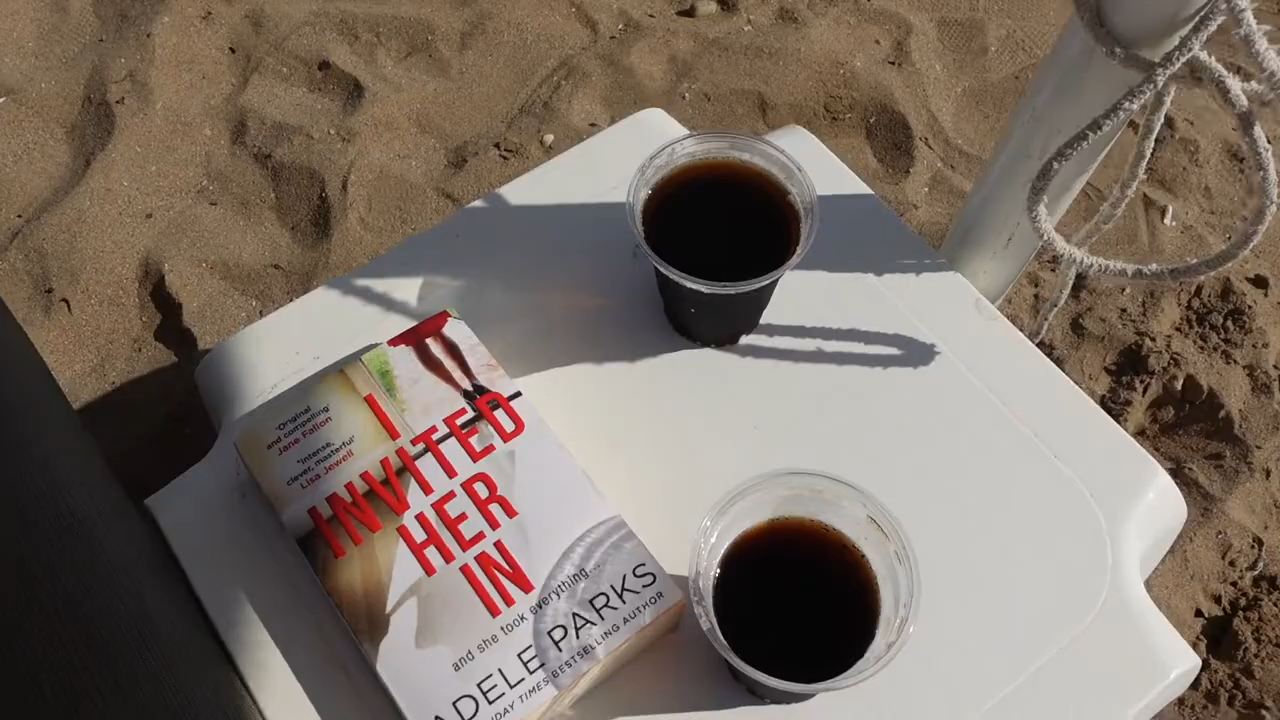 'Original
and compelling'
Jane Fallon
'Intense,
clever, masterful'
Lisa Jewell
I
INVITED
HER
IN
and she took everything...
ADELE PARKS
TIMES BESTSELLING AUTHOR